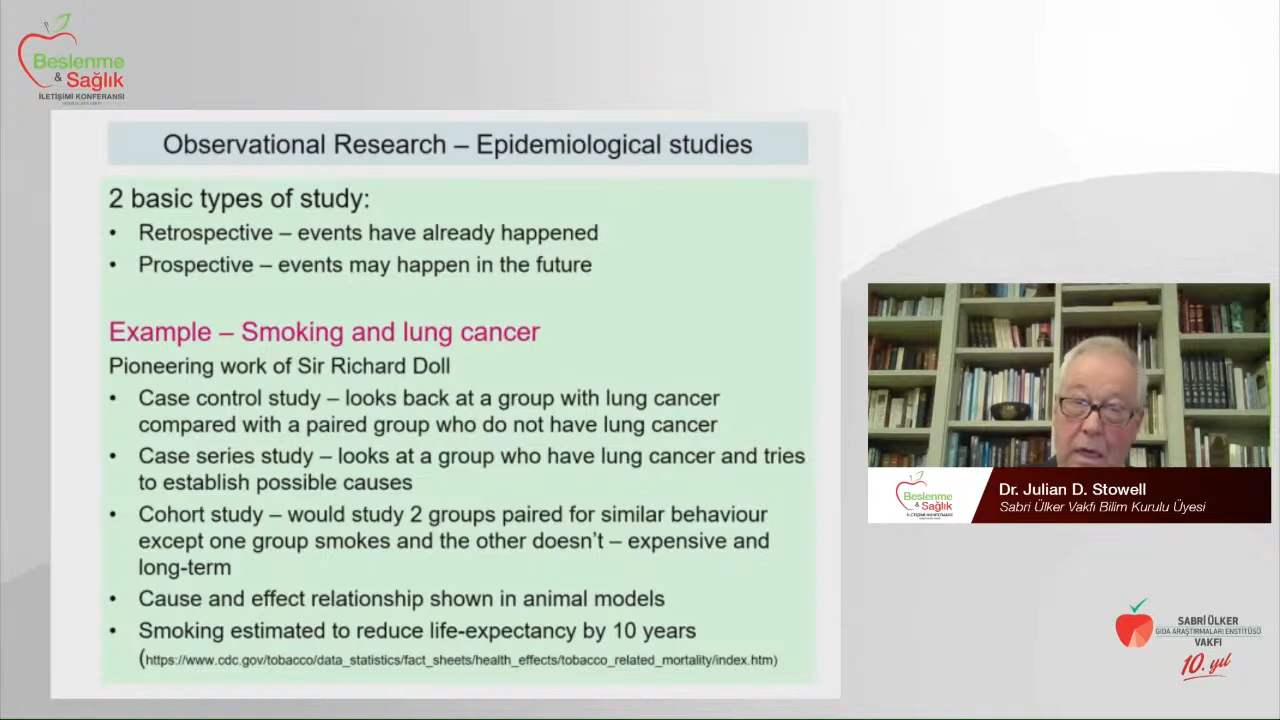 Beslenme
& Sağlık
İLETİŞİMİ KONFERANSI
Observational Research – Epidemiological studies
2 basic types of study:
• Retrospective – events have already happened
• Prospective – events may happen in the future
Example – Smoking and lung cancer
Pioneering work of Sir Richard Doll
• Case control study – looks back at a group with lung cancer
compared with a paired group who do not have lung cancer
• Case series study – looks at a group who have lung cancer and tries
to establish possible causes
• Cohort study – would study 2 groups paired for similar behaviour
except one group smokes and the other doesn't – expensive and
long-term
• Cause and effect relationship shown in animal models
• Smoking estimated to reduce life-expectancy by 10 years
(https://www.cdc.gov/tobacco/data_statistics/fact_sheets/health_effects/tobacco_related_mortality/index.htm)
Beslenme
& Sağlık
İLETİŞİMİ KONFERANSI
Dr. Julian D. Stowell
Sabri Ülker Vakfı Bilim Kurulu Üyesi
SABRİ ÜLKER
GIDA ARAŞTIRMALARI ENSTİTÜSÜ
VAKFI
10. yıl